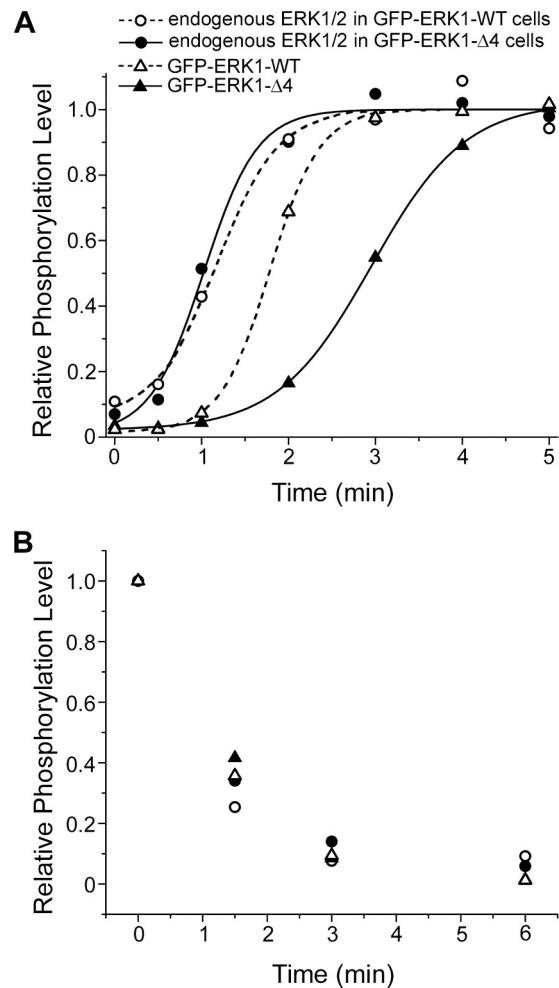 A
endogenous ERK1/2 in GFP-ERK1-WT cells
endogenous ERK1/2 in GFP-ERK1-Δ4 cells
GFP-ERK1-WT
GFP-ERK1-Δ4
Relative Phosphorylation Level
1.0
0.8
0.6
0.4
0.2
0
0 1 2 3 4 5
Time (min)
B
Relative Phosphorylation Level
1.0
0.8
0.6
0.4
0.2
0
0 1 2 3 4 5 6
Time (min)